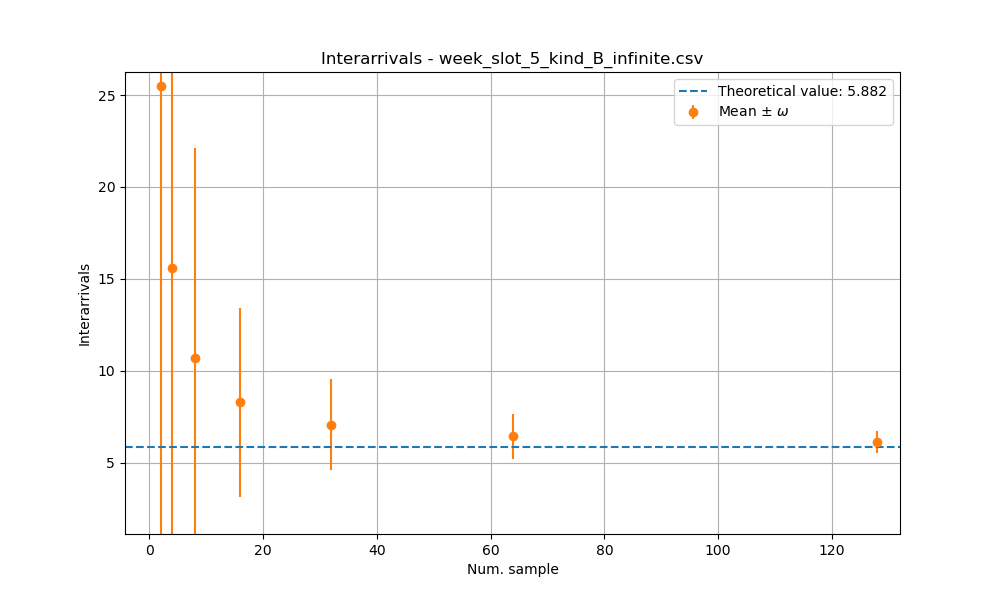 Interarrivals - week_slot_5_kind_B_infinite.csv
Theoretical value: 5.882
Mean ± ω
25
20
15
10
5
Interarrivals
0 20 40 60 80 100 120
Num. sample